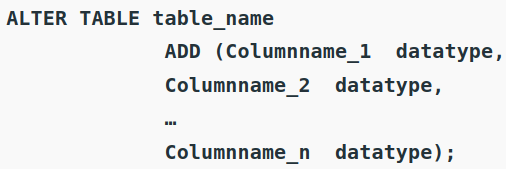 ALTER TABLE table_name
ADD (Columnname_1 datatype,
Columnname_2 datatype,
…
Columnname_n datatype);